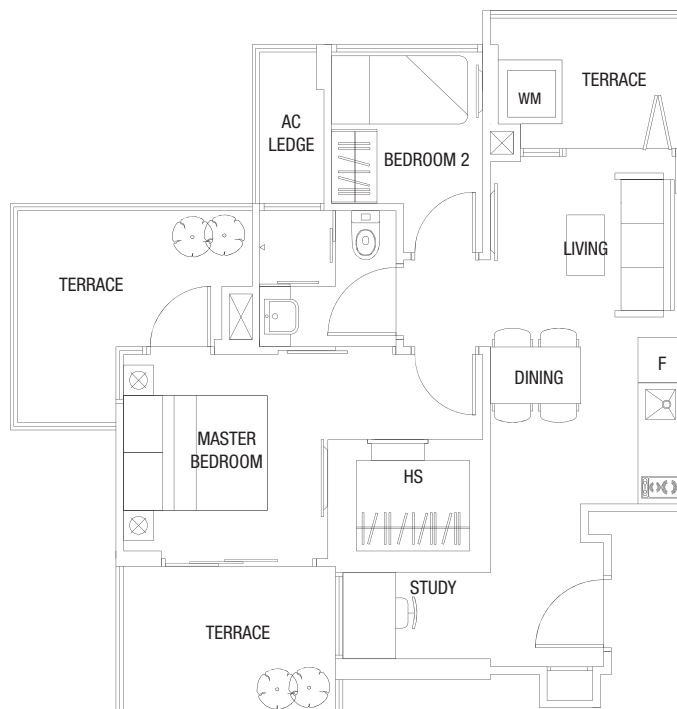 TERRACE
WM
AC
LEDGE
BEDROOM 2
LIVING
TERRACE
F
DINING
MASTER
BEDROOM
HS
STUDY
TERRACE